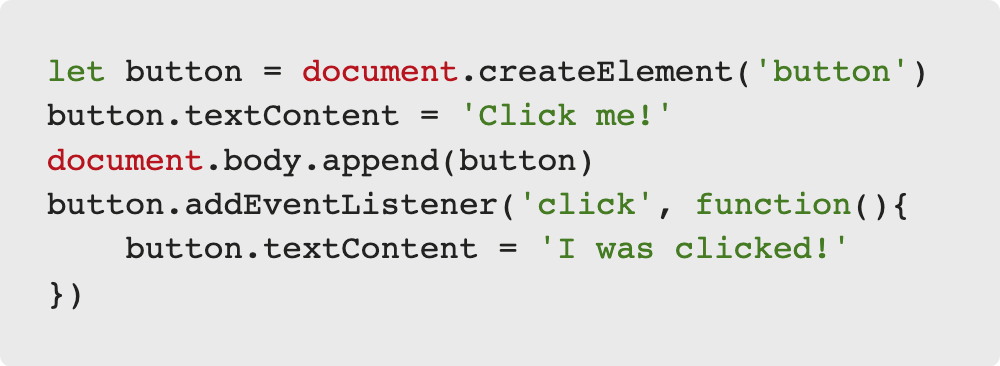 let button = document.createElement('button')
button.textContent = 'Click me!'
document.body.append(button)
button.addEventListener('click', function(){
    button.textContent = 'I was clicked!'
})